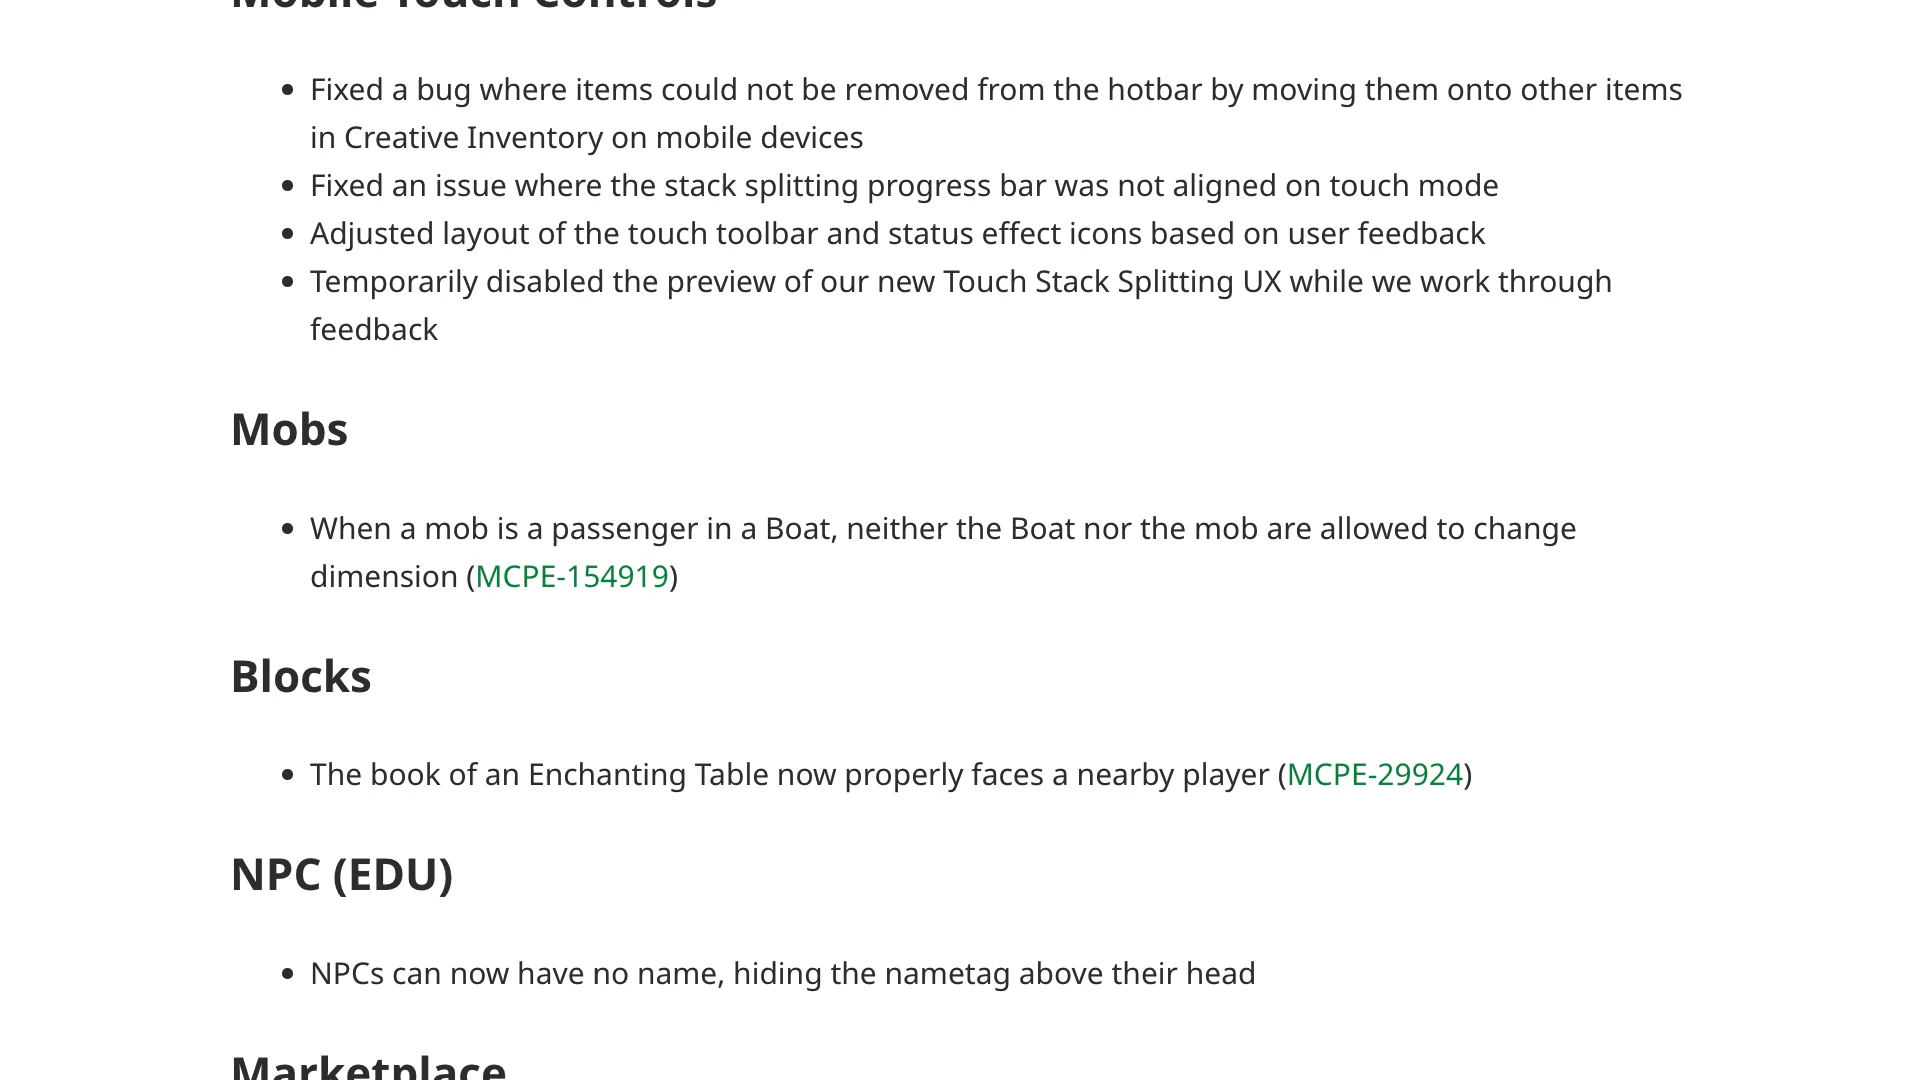 Mobile Touch Controls
Fixed a bug where items could not be removed from the hotbar by moving them onto other items
in Creative Inventory on mobile devices
Fixed an issue where the stack splitting progress bar was not aligned on touch mode
Adjusted layout of the touch toolbar and status effect icons based on user feedback
Temporarily disabled the preview of our new Touch Stack Splitting UX while we work through
feedback
Mobs
When a mob is a passenger in a Boat, neither the Boat nor the mob are allowed to change
dimension (MCPE-154919)
Blocks
The book of an Enchanting Table now properly faces a nearby player (MCPE-29924)
NPC (EDU)
NPCs can now have no name, hiding the nametag above their head
Marketplace